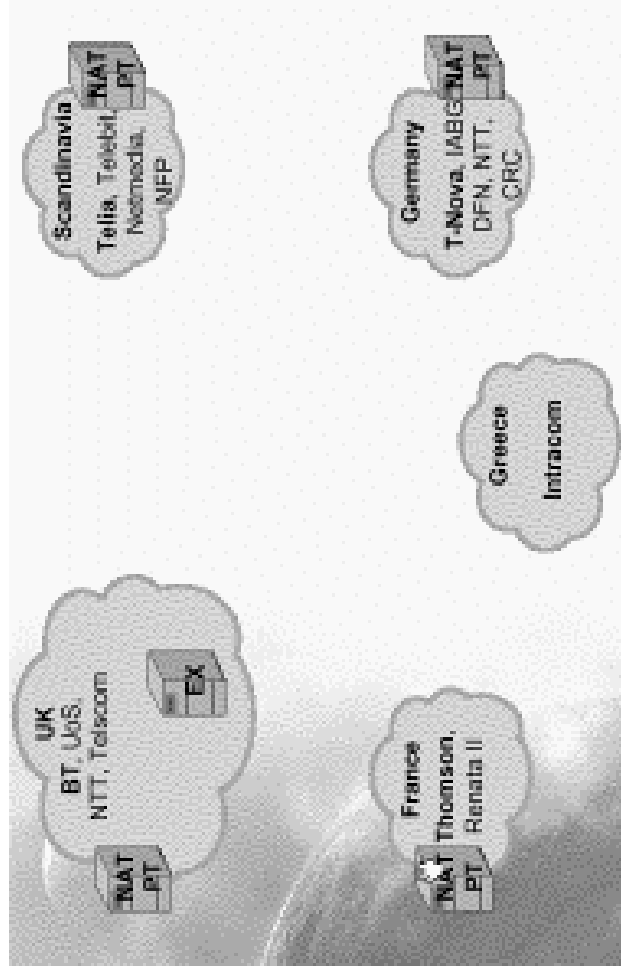 UK
BT, UoS,
NTT, Telscom
NAT
PT
EX
Scandinavia
Telia, Telebit,
Netmedia,
NFP
NAT
PT
France
Thomson,
Renata II
NAT
PT
Greece
Intracom
Germany
T-Nova, IABG
DFN, NTT,
CRC
NAT
PT